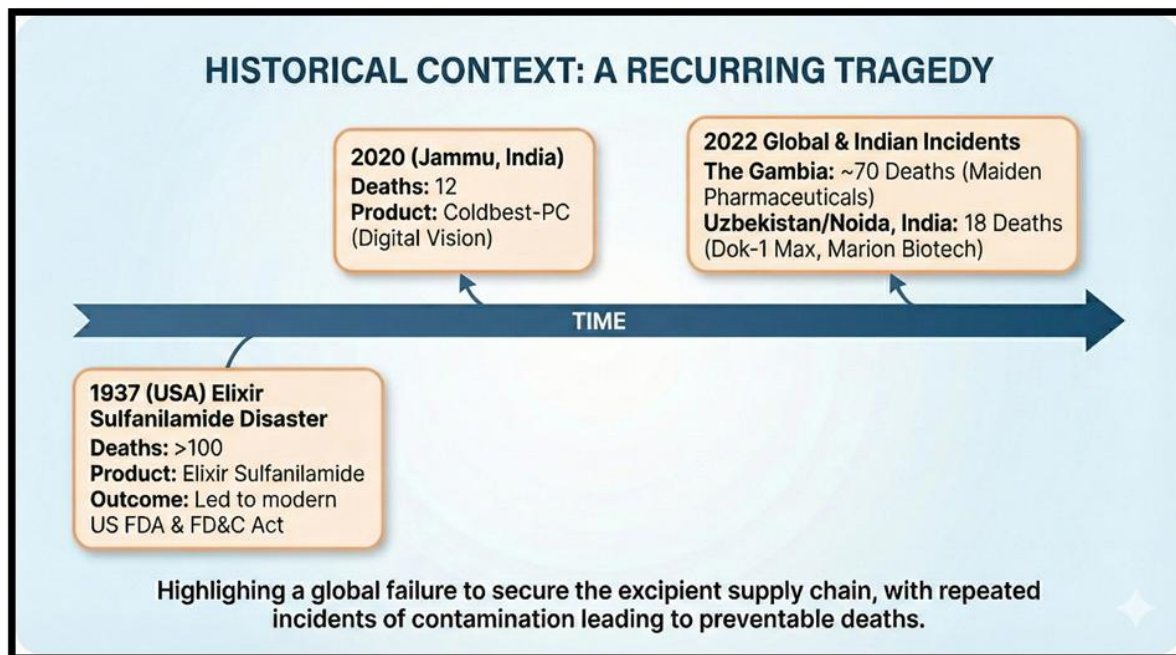 HISTORICAL CONTEXT: A RECURRING TRAGEDY
2020 (Jammu, India)
Deaths: 12
Product: Coldbest-PC
(Digital Vision)
2022 Global & Indian Incidents
The Gambia: ~70 Deaths (Maiden
Pharmaceuticals)
Uzbekistan/Noida, India: 18 Deaths
(Dok-1 Max, Marion Biotech)
TIME
1937 (USA) Elixir
Sulfanilamide Disaster
Deaths: >100
Product: Elixir Sulfanilamide
Outcome: Led to modern
US FDA & FD&C Act
Highlighing a global failure to secure the excipient supply chain, with repeated
incidents of contamination leading to preventable deaths.